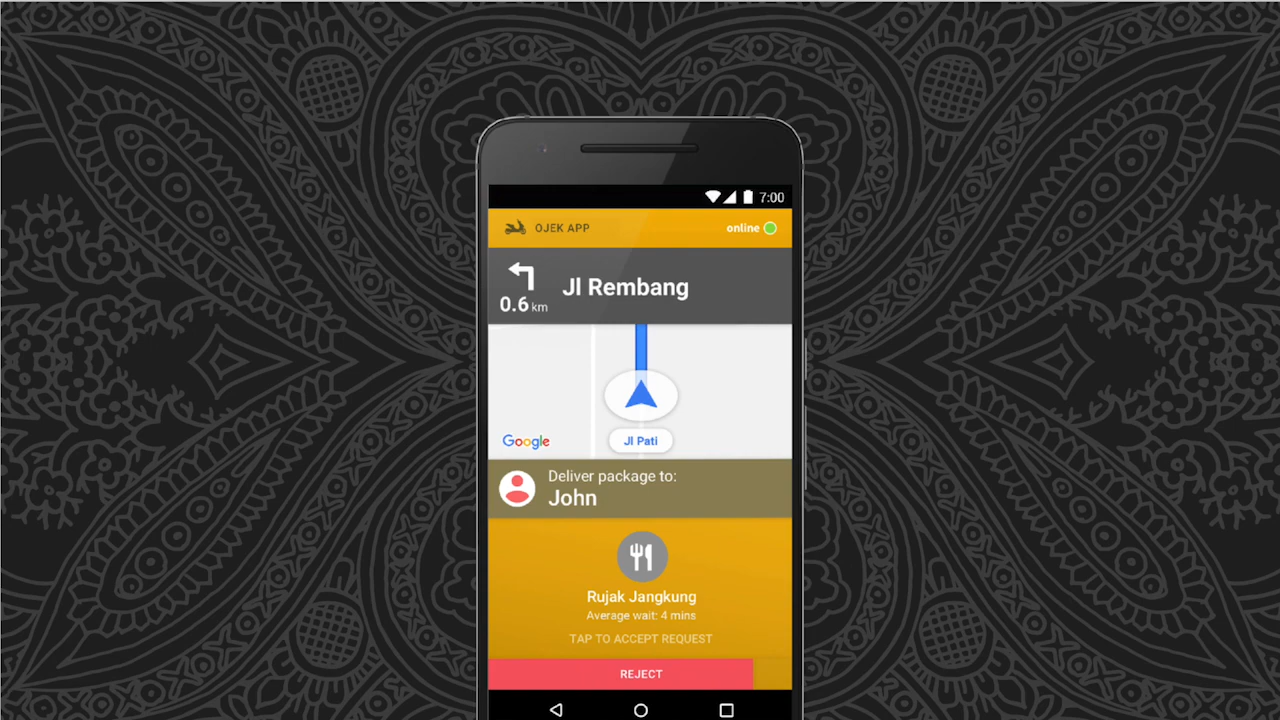 7:00
OJEK APP
online
Jl Rembang
0.6 km
Google
Jl Pati
Deliver package to:
John
Rujak Jangkung
Average wait: 4 mins
TAP TO ACCEPT REQUEST
REJECT